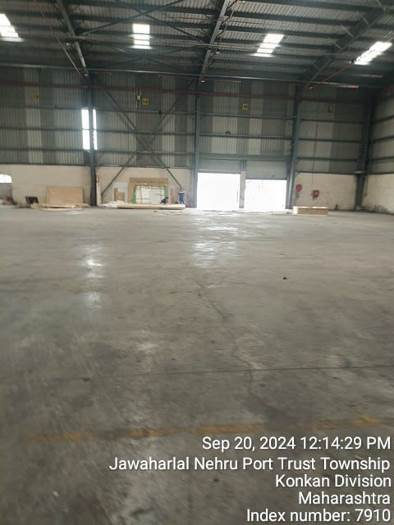 Sep 20, 2024 12:14:29 PM
Jawaharlal Nehru Port Trust Township
Konkan Division
Maharashtra
Index number: 7910